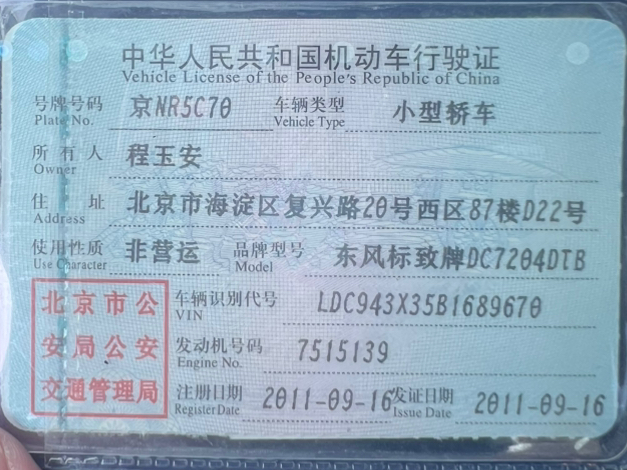 中华人民共和国机动车行驶证
Vehicle License of the People's Republic of China
号牌号码 京NR5C70 车辆类型 小型轿车
Plate No. Vehicle Type
所有人 程玉安
Owner
住址 北京市海淀区复兴路20号西区87楼D22号
Address
使用性质 非营运 品牌型号 东风标致牌DC7204DTB
Use Character Model
北京市公安局公安交通管理局
车辆识别代号 LDC943X35B1689670
VIN
发动机号码 7515139
Engine No.
注册日期 2011-09-16 发证日期 2011-09-16
Register Date Issue Date